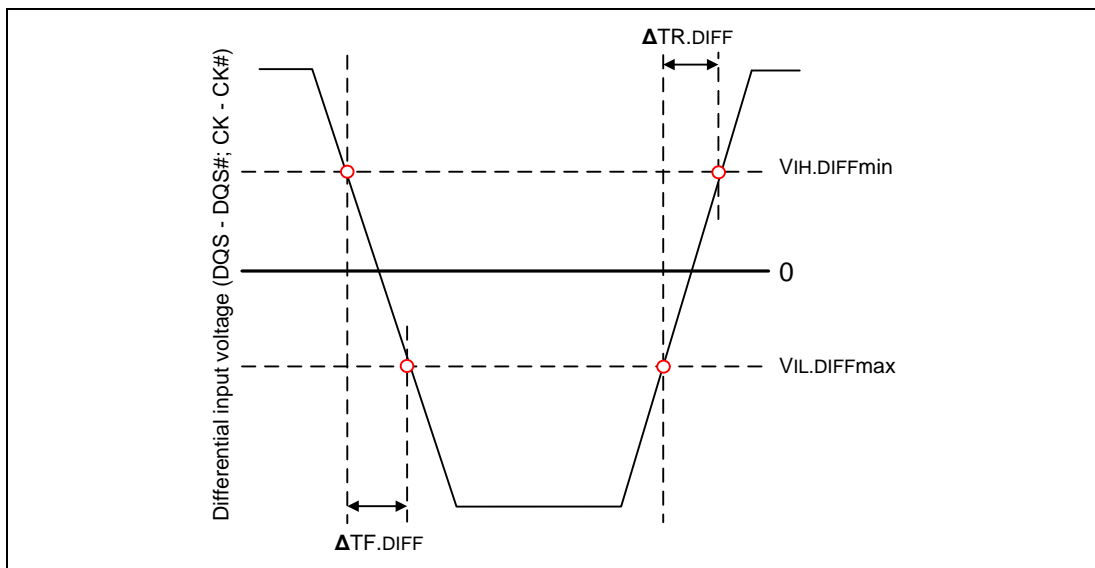 ΔTR.DIFF
Differential input voltage (DQS - DQS#; CK - CK#)
VIH.DIFFmin
0
VIL.DIFFmax
ΔTF.DIFF